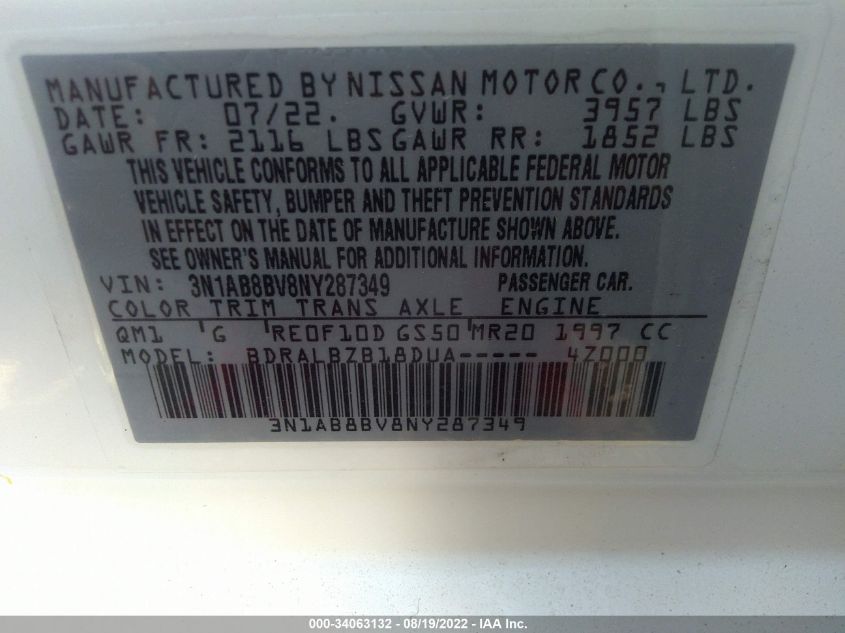 MANUFACTURED BY NISSAN MOTOR CO., LTD.
DATE: 07/22. GVWR: 3957 LBS
GAWR FR: 2116 LBS GAWR RR: 1852 LBS
THIS VEHICLE CONFORMS TO ALL APPLICABLE FEDERAL MOTOR
VEHICLE SAFETY, BUMPER AND THEFT PREVENTION STANDARDS
IN EFFECT ON THE DATE OF MANUFACTURE SHOWN ABOVE.
SEE OWNER'S MANUAL FOR ADDITIONAL INFORMATION.
VIN: 3N1AB8BV8NY287349 PASSENGER CAR.
COLOR TRIM TRANS AXLE ENGINE
QM1 'G 'RE0F10D GS50'MR20 1997 CC
MODEL: BDRALBZB18DUA----- 4Z000
3N1AB8BV8NY287349
000-34063132 - 08/19/2022 - IAA Inc.